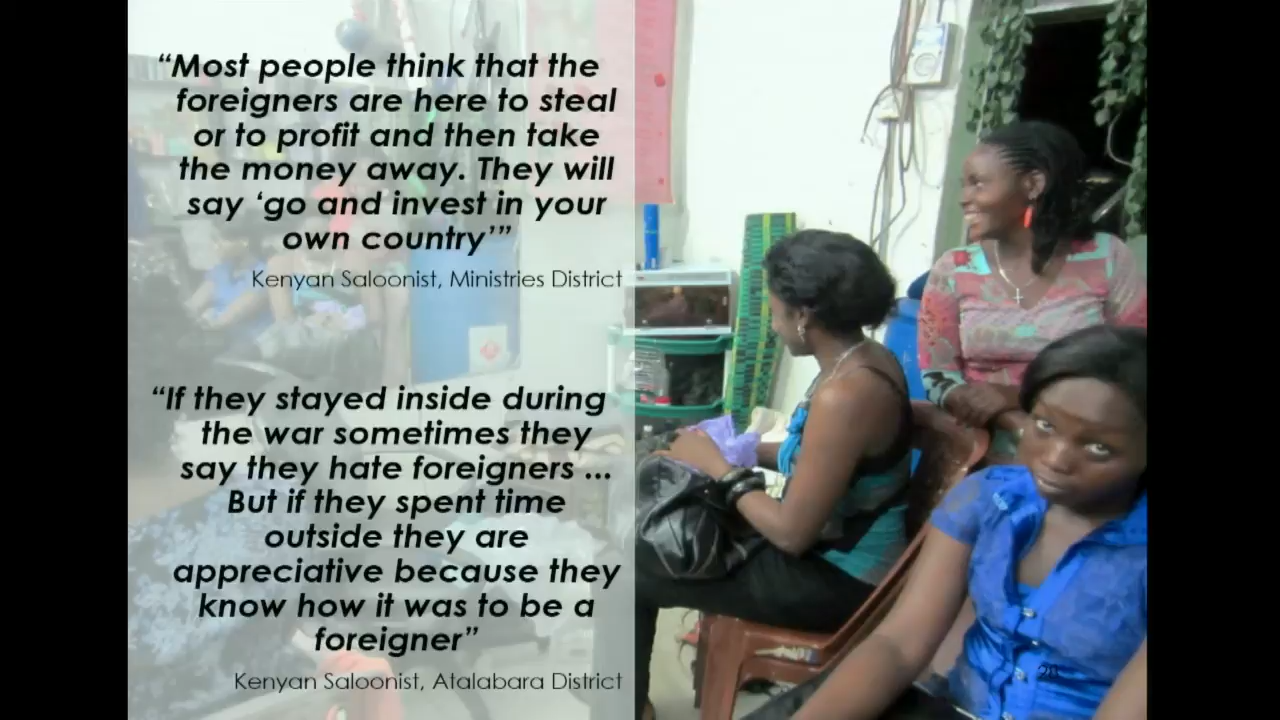 “Most people think that the
foreigners are here to steal
or to profit and then take
the money away. They will
say ‘go and invest in your
own country’”
Kenyan Saloonist, Ministries District
“If they stayed inside during
the war sometimes they
say they hate foreigners ...
But if they spent time
outside they are
appreciative because they
know how it was to be a
foreigner”
Kenyan Saloonist, Atalabara District